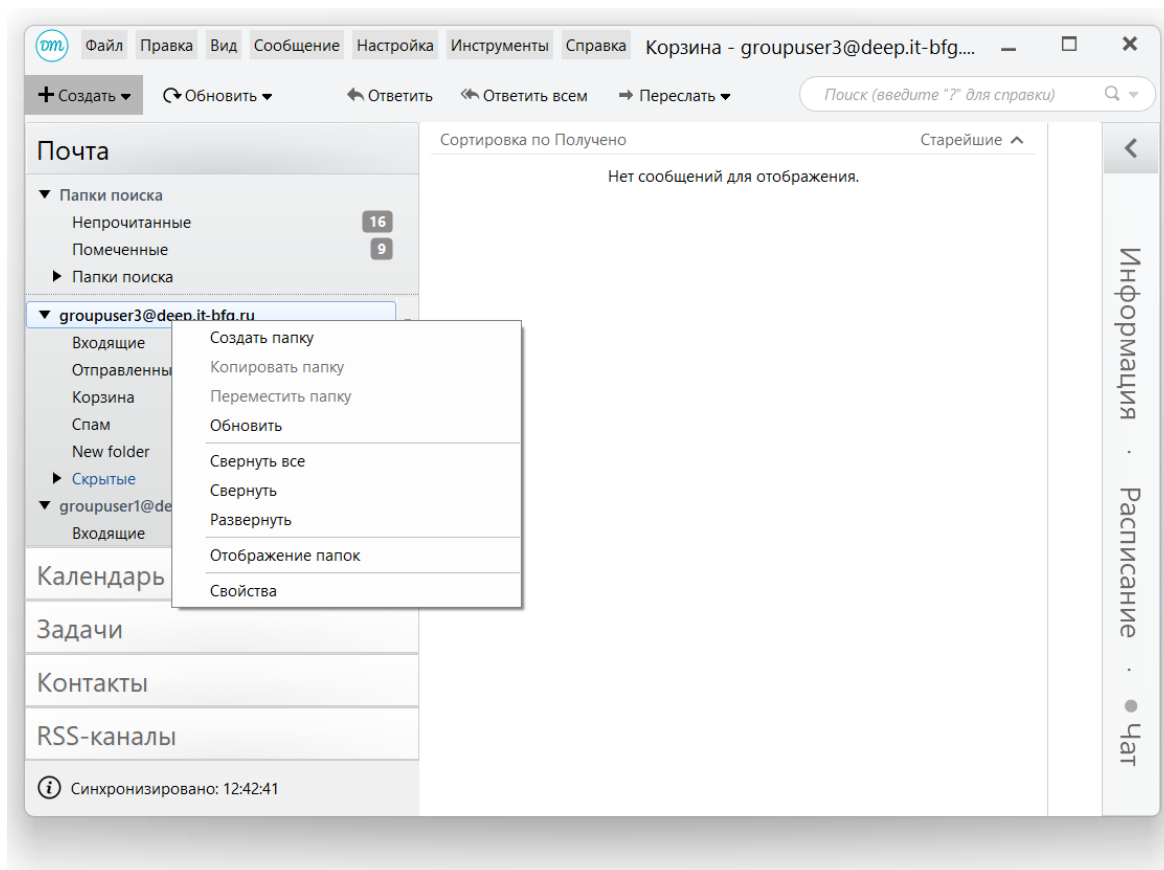 dm Файл Правка Вид Сообщение Настройка Инструменты Справка Корзина - groupuser3@deep.it-bfg....
Создать Обновить Ответить Ответить всем Переслать Поиск (введите "?" для справки)
Почта
Папки поиска
Непрочитанные 16
Помеченные 9
Папки поиска
groupuser3@deep.it-bfg.ru
Входящие
Отправленны
Корзина
Спам
New folder
Скрытые
groupuser1@de
Входящие
Календарь
Задачи
Контакты
RSS-каналы
Синхронизировано: 12:42:41
Создать папку
Копировать папку
Переместить папку
Обновить
Свернуть все
Свернуть
Развернуть
Отображение папок
Свойства
Сортировка по Получено Старейшие
Нет сообщений для отображения.
Информация · Расписание · Чат